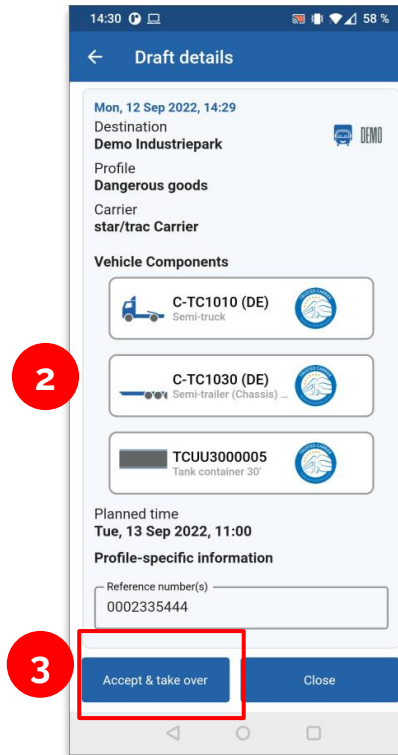 14:30 58 %
Draft details
Mon, 12 Sep 2022, 14:29
Destination
Demo Industriepark
DEMO
Profile
Dangerous goods
Carrier
star/trac Carrier
Vehicle Components
C-TC1010 (DE)
Semi-truck
2
C-TC1030 (DE)
Semi-trailer (Chassis) ...
TCUU3000005
Tank container 30'
Planned time
Tue, 13 Sep 2022, 11:00
Profile-specific information
Reference number(s)
0002335444
3
Accept & take over
Close